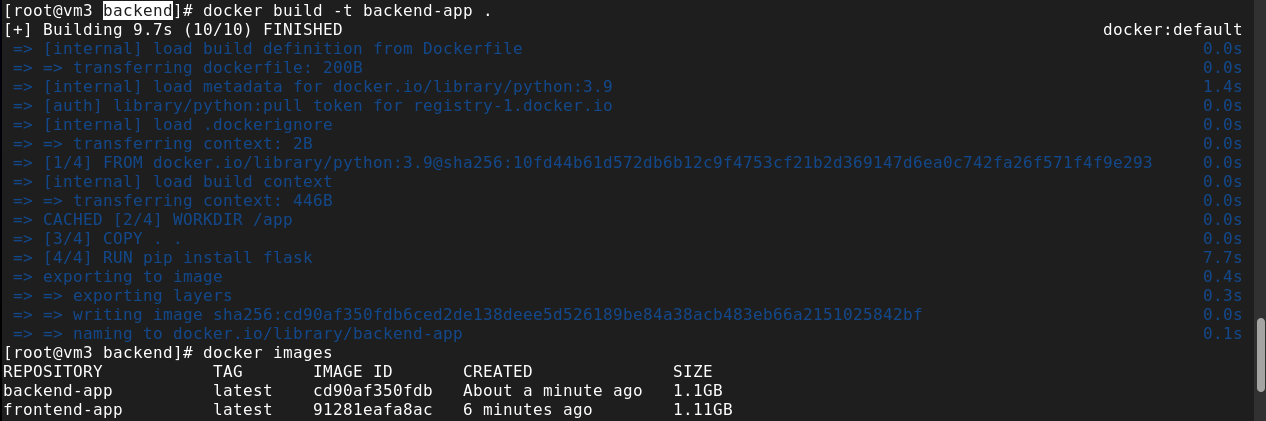 [root@vm3 backend]# docker build -t backend-app .
[+] Building 9.7s (10/10) FINISHED docker:default
=> [internal] load build definition from Dockerfile 0.0s
=> => transferring dockerfile: 200B 0.0s
=> [internal] load metadata for docker.io/library/python:3.9 1.4s
=> [auth] library/python:pull token for registry-1.docker.io 0.0s
=> [internal] load .dockerignore 0.0s
=> => transferring context: 2B 0.0s
=> [1/4] FROM docker.io/library/python:3.9@sha256:10fd44b61d572db6b12c9f4753cf21b2d369147d6ea0c742fa26f571f4f9e293 0.0s
=> [internal] load build context 0.0s
=> => transferring context: 446B 0.0s
=> CACHED [2/4] WORKDIR /app 0.0s
=> [3/4] COPY . . 0.0s
=> [4/4] RUN pip install flask 7.7s
=> exporting to image 0.4s
=> => exporting layers 0.3s
=> => writing image sha256:cd90af350fdb6ced2de138deee5d526189be84a38acb483eb66a2151025842bf 0.0s
=> => naming to docker.io/library/backend-app 0.1s
[root@vm3 backend]# docker images
REPOSITORY TAG IMAGE ID CREATED SIZE
backend-app latest cd90af350fdb About a minute ago 1.1GB
frontend-app latest 91281eafa8ac 6 minutes ago 1.11GB